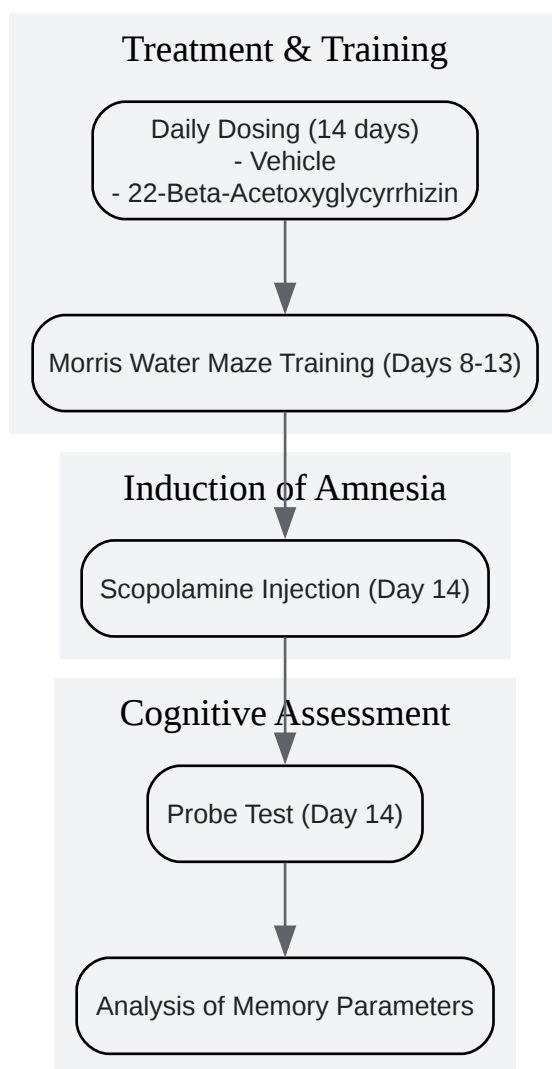 Treatment & Training
Daily Dosing (14 days)
- Vehicle
- 22-Beta-Acetoxyglycyrrhizin
Morris Water Maze Training (Days 8-13)
Induction of Amnesia
Scopolamine Injection (Day 14)
Cognitive Assessment
Probe Test (Day 14)
Analysis of Memory Parameters